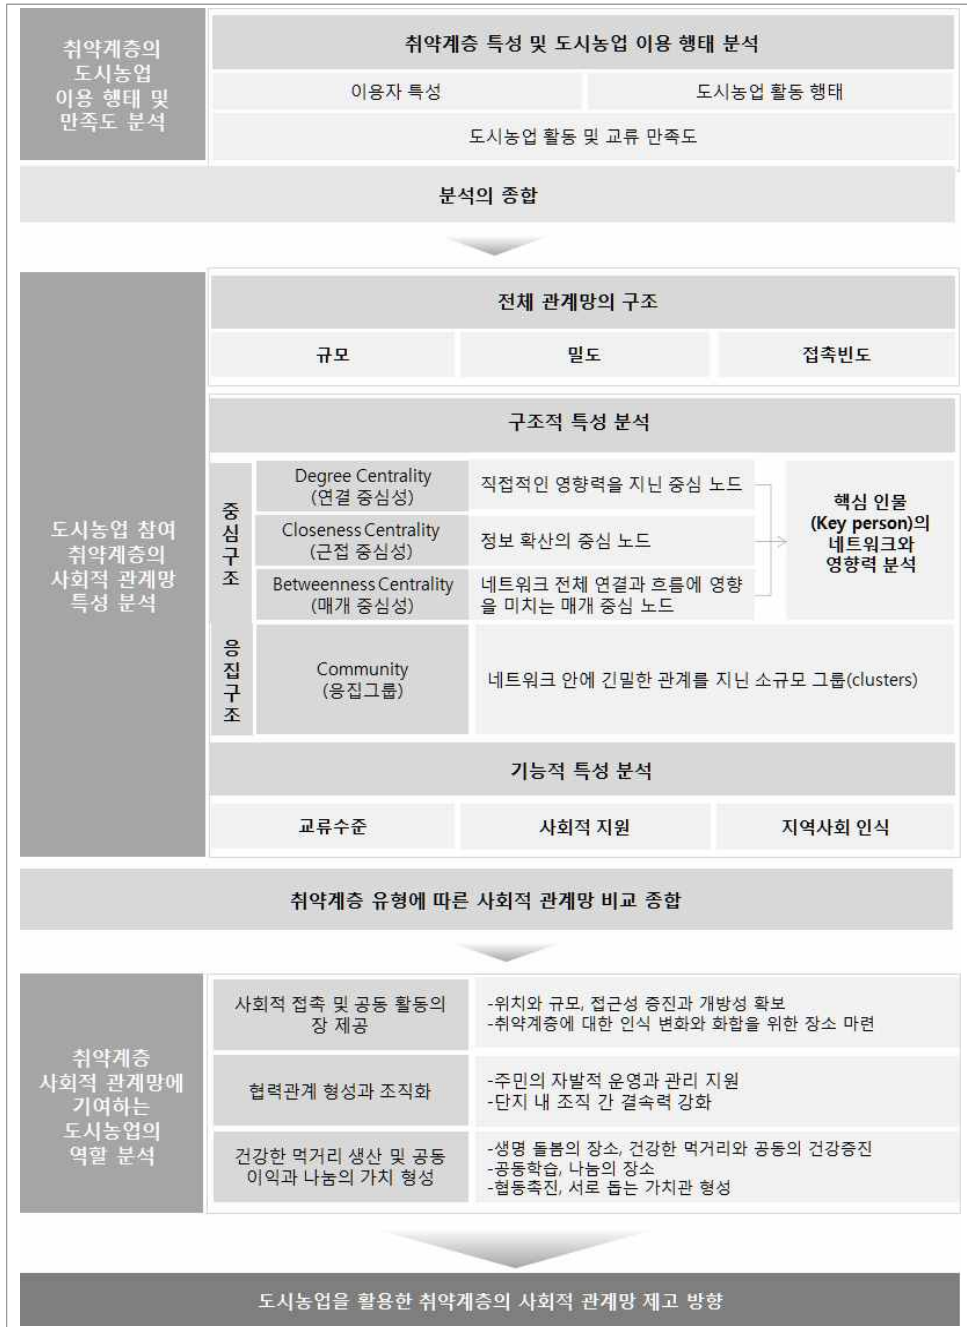 취약계층의
도시농업
이용 행태 및
만족도 분석
취약계층 특성 및 도시농업 이용 행태 분석
이용자 특성
도시농업 활동 행태
도시농업 활동 및 교류 만족도
분석의 종합
도시농업 참여
취약계층의
사회적 관계망
특성 분석
전체 관계망의 구조
규모
밀도
접촉빈도
구조적 특성 분석
중심구조
Degree Centrality
(연결 중심성)
직접적인 영향력을 지닌 중심 노드
Closeness Centrality
(근접 중심성)
정보 확산의 중심 노드
Betweenness Centrality
(매개 중심성)
네트워크 전체 연결과 흐름에 영향
을 미치는 매개 중심 노드
핵심 인물
(Key person)의
네트워크와
영향력 분석
응집구조
Community
(응집그룹)
네트워크 안에 긴밀한 관계를 지닌 소규모 그룹(clusters)
기능적 특성 분석
교류수준
사회적 지원
지역사회 인식
취약계층 유형에 따른 사회적 관계망 비교 종합
취약계층
사회적 관계망에
기여하는
도시농업의
역할 분석
사회적 접촉 및 공동 활동의
장 제공
-위치와 규모, 접근성 증진과 개방성 확보
-취약계층에 대한 인식 변화와 화합을 위한 장소 마련
협력관계 형성과 조직화
-주민의 자발적 운영과 관리 지원
-단지 내 조직 간 결속력 강화
건강한 먹거리 생산 및 공동
이익과 나눔의 가치 형성
-생명 돌봄의 장소, 건강한 먹거리와 공동의 건강증진
-공동학습, 나눔의 장소
-협동촉진, 서로 돕는 가치관 형성
도시농업을 활용한 취약계층의 사회적 관계망 제고 방향